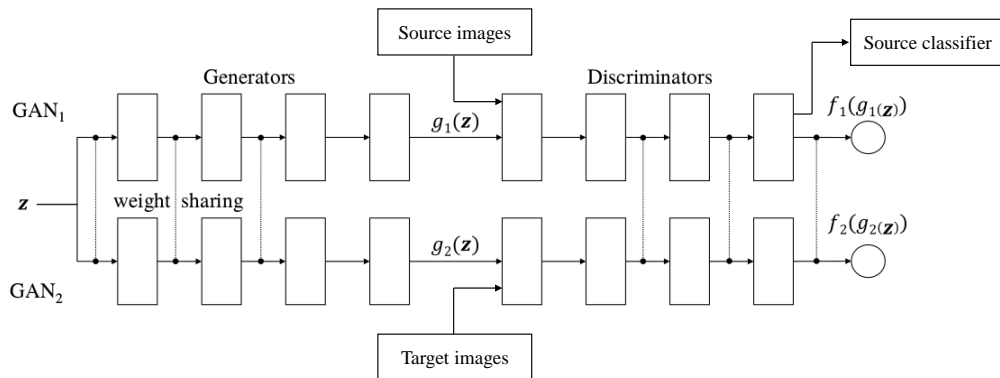 Source images
Source classifier
Generators
Discriminators
GAN₁
g₁(z)
f₁(g₁(z))
z
weight sharing
g₂(z)
f₂(g₂(z))
GAN₂
Target images